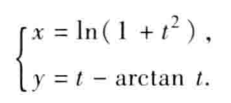 x = ln(1 + t²),
y = t − arctan t.